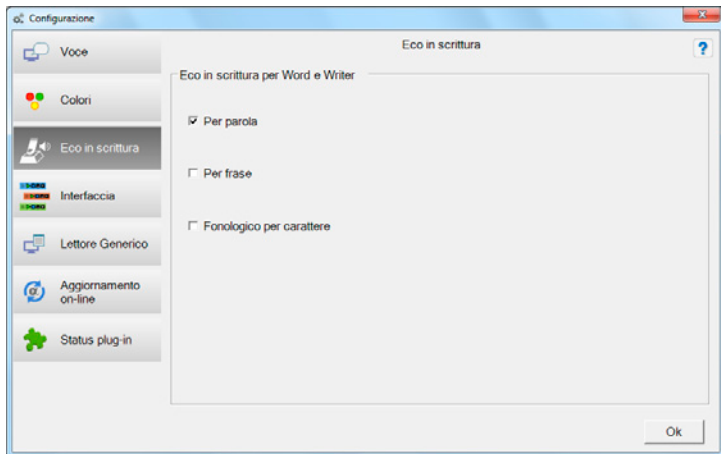 Configurazione
Voce
Colori
Eco in scrittura
Interfaccia
Lettore Generico
Aggiornamento
on-line
Status plug-in
Eco in scrittura
?
Eco in scrittura per Word e Writer
Per parola
Per frase
Fonologico per carattere
Ok